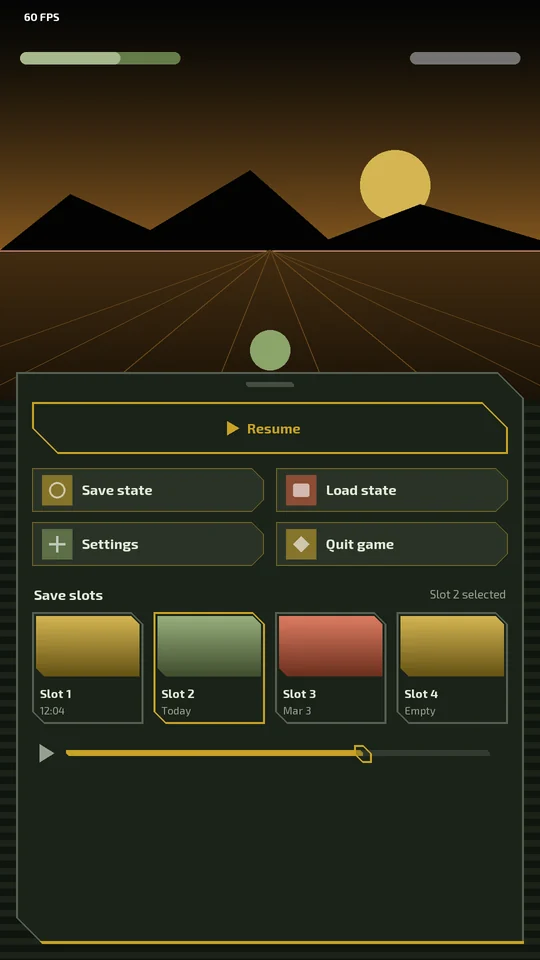 60 FPS
Resume
Save state
Load state
Settings
Quit game
Save slots
Slot 2 selected
Slot 1
12:04
Slot 2
Today
Slot 3
Mar 3
Slot 4
Empty